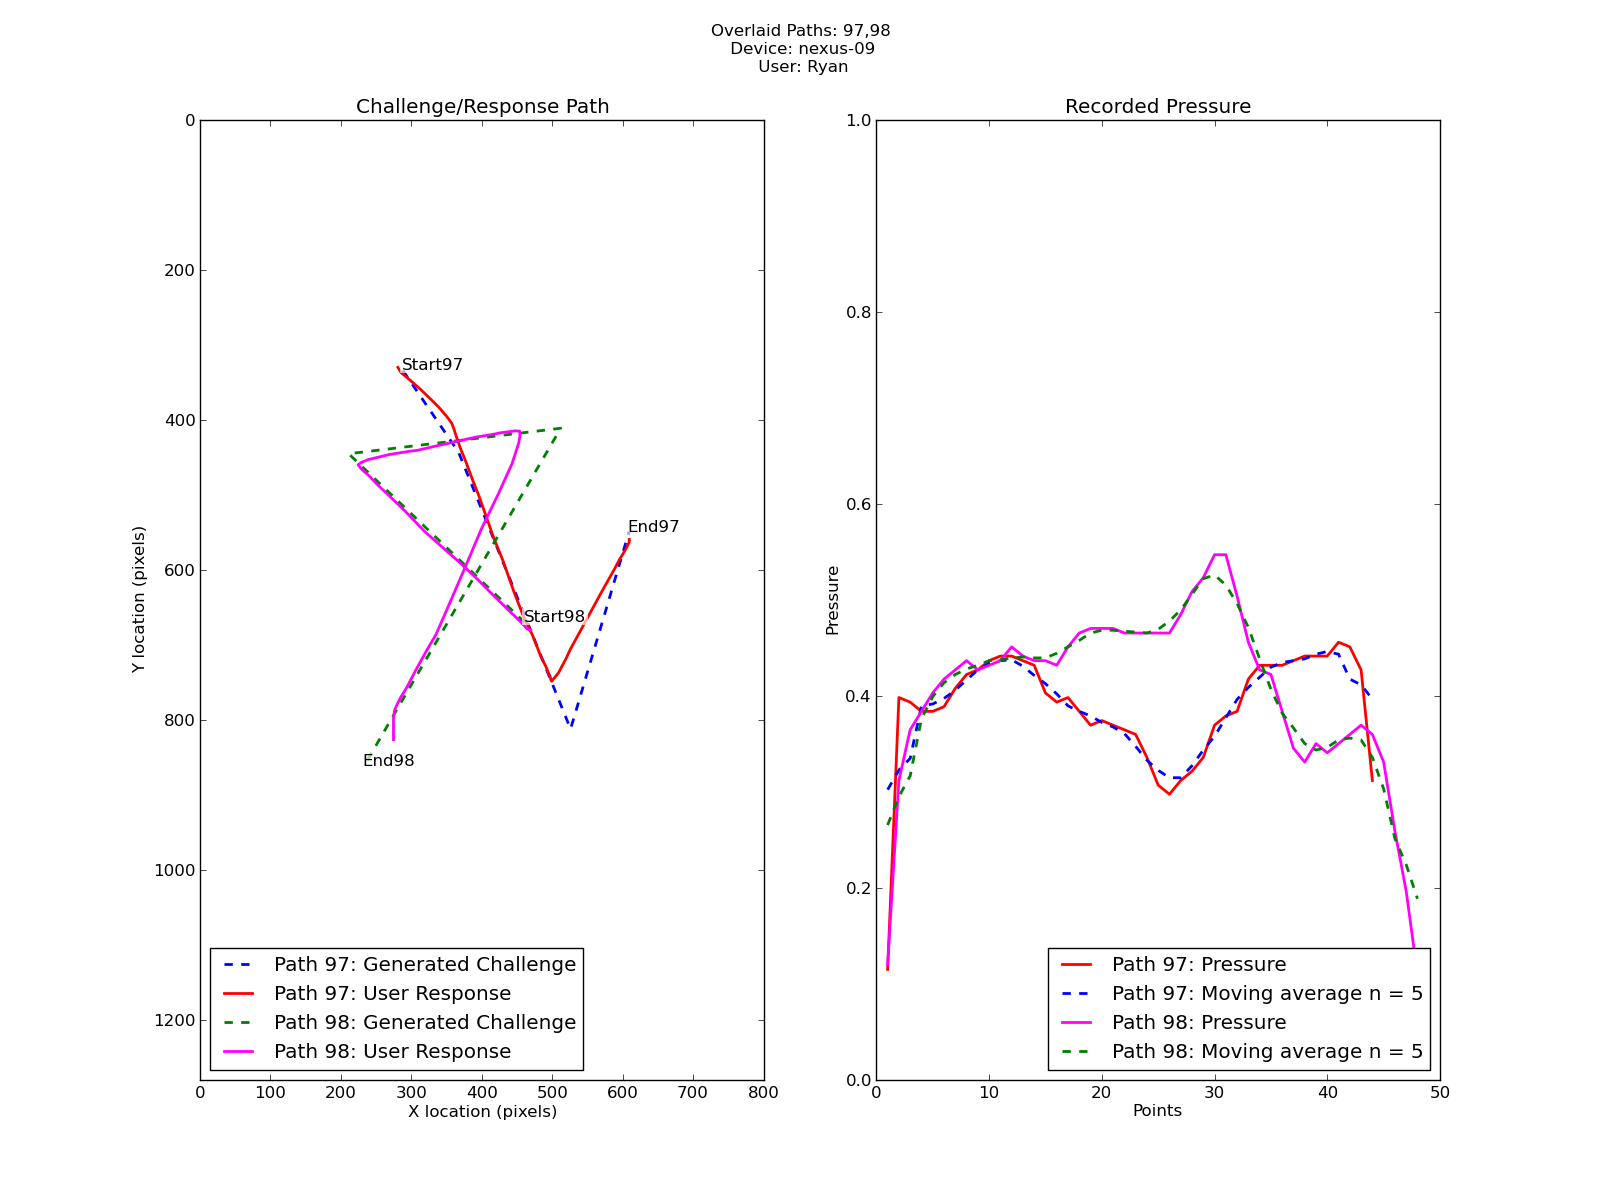 Overlaid Paths: 97,98
Device: nexus-09
User: Ryan
Challenge/Response Path
0
200
400
600
800
1000
1200
Y location (pixels)
Start97
End97
Start98
End98
Path 97: Generated Challenge
Path 97: User Response
Path 98: Generated Challenge
Path 98: User Response
0 100 200 300 400 500 600 700 800
X location (pixels)
Recorded Pressure
1.0
0.8
0.6
0.4
0.2
0.0
Pressure
Path 97: Pressure
Path 97: Moving average n = 5
Path 98: Pressure
Path 98: Moving average n = 5
0 10 20 30 40 50
Points